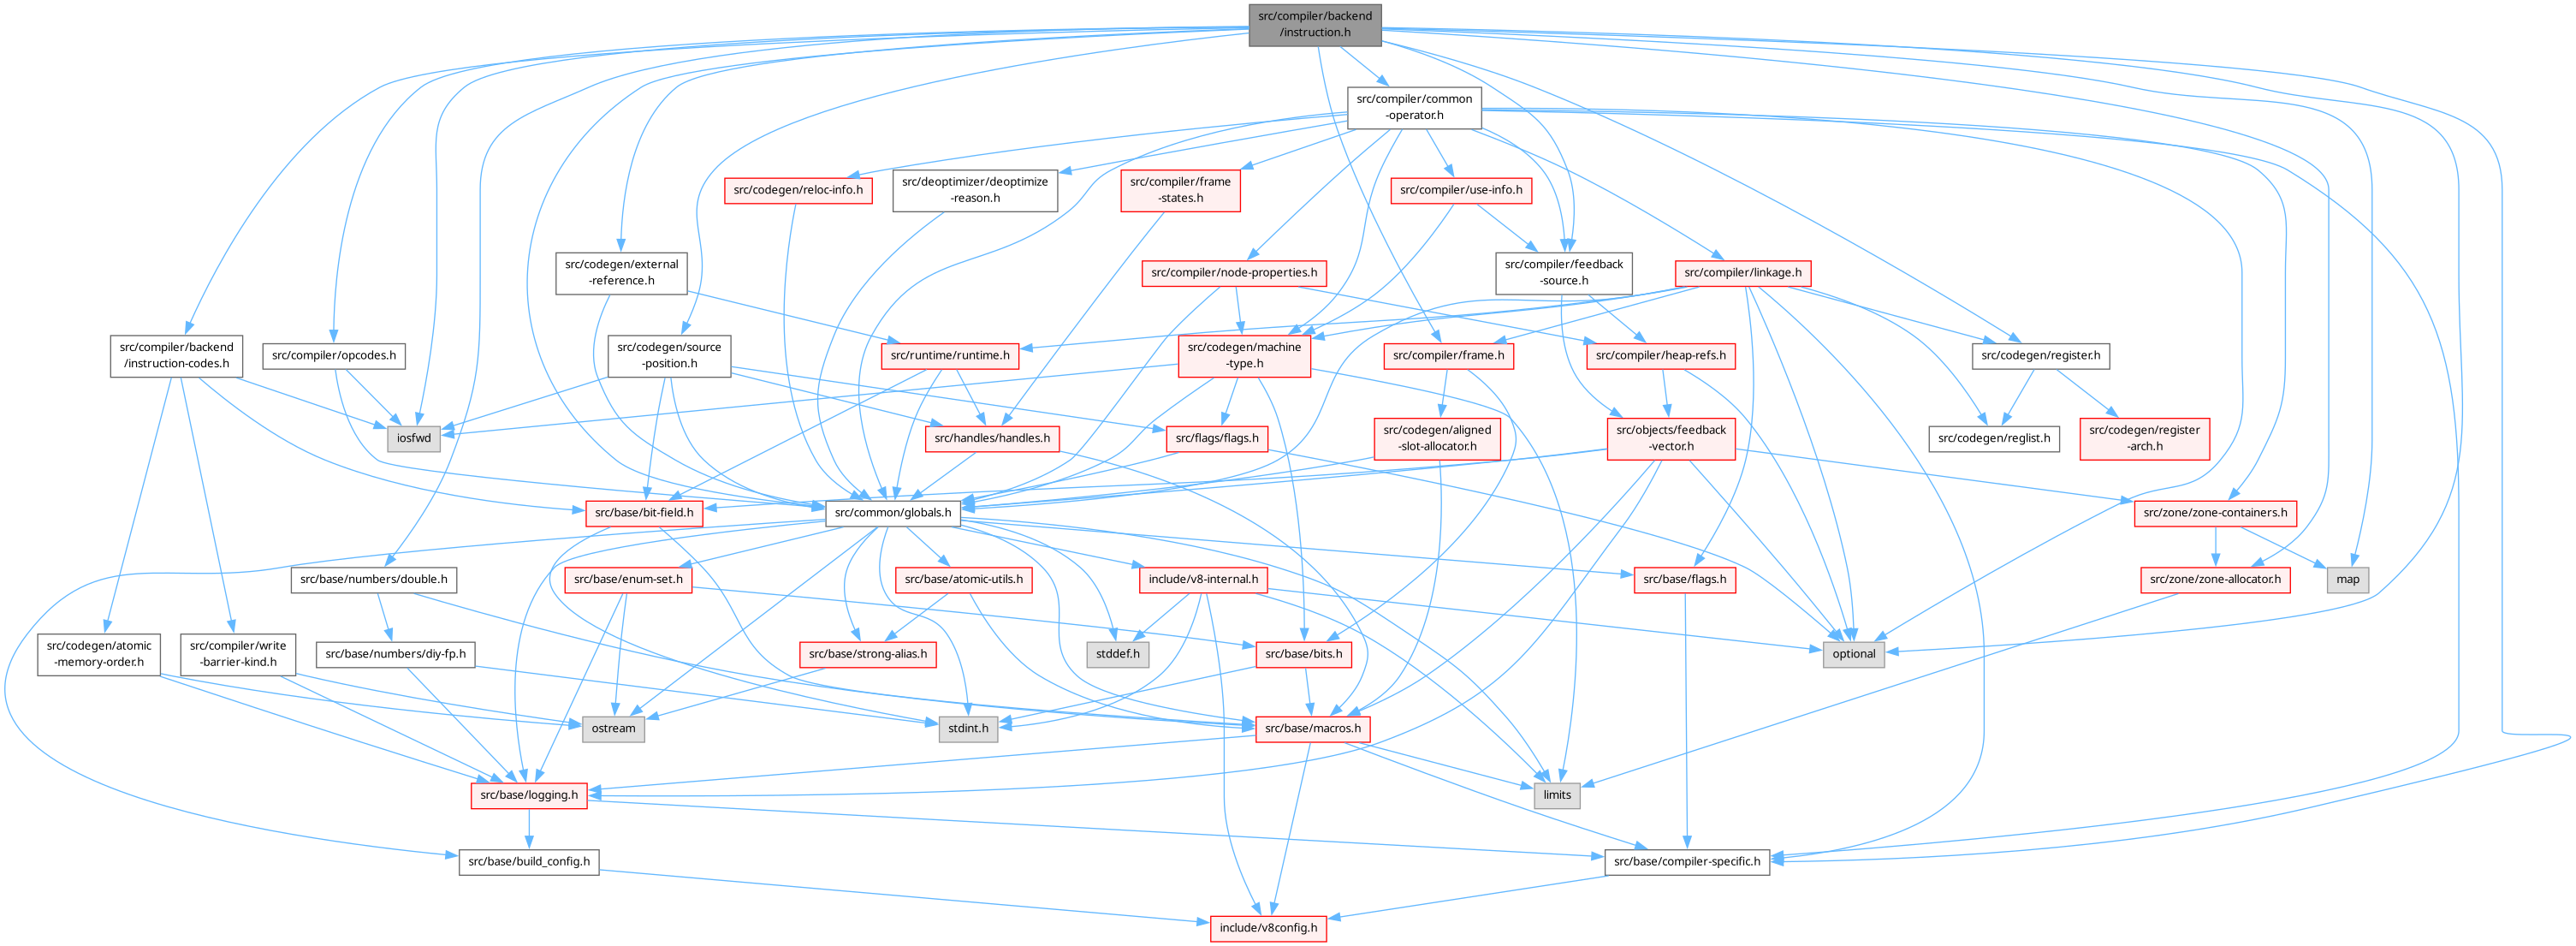 src/compiler/backend
/instruction.h
src/compiler/common
-operator.h
src/codegen/reloc-info.h
src/deoptimizer/deoptimize
-reason.h
src/compiler/frame
-states.h
src/compiler/use-info.h
src/codegen/external
-reference.h
src/compiler/node-properties.h
src/compiler/feedback
-source.h
src/compiler/linkage.h
src/compiler/backend
/instruction-codes.h
src/compiler/opcodes.h
src/codegen/source
-position.h
src/runtime/runtime.h
src/codegen/machine
-type.h
src/compiler/frame.h
src/compiler/heap-refs.h
src/codegen/register.h
iosfwd
src/handles/handles.h
src/flags/flags.h
src/codegen/aligned
-slot-allocator.h
src/objects/feedback
-vector.h
src/codegen/reglist.h
src/codegen/register
-arch.h
src/base/bit-field.h
src/common/globals.h
src/zone/zone-containers.h
src/base/numbers/double.h
src/base/enum-set.h
src/base/atomic-utils.h
include/v8-internal.h
src/base/flags.h
src/zone/zone-allocator.h
map
src/codegen/atomic
-memory-order.h
src/compiler/write
-barrier-kind.h
src/base/numbers/diy-fp.h
src/base/strong-alias.h
stddef.h
src/base/bits.h
optional
ostream
stdint.h
src/base/macros.h
src/base/logging.h
limits
src/base/build_config.h
src/base/compiler-specific.h
include/v8config.h